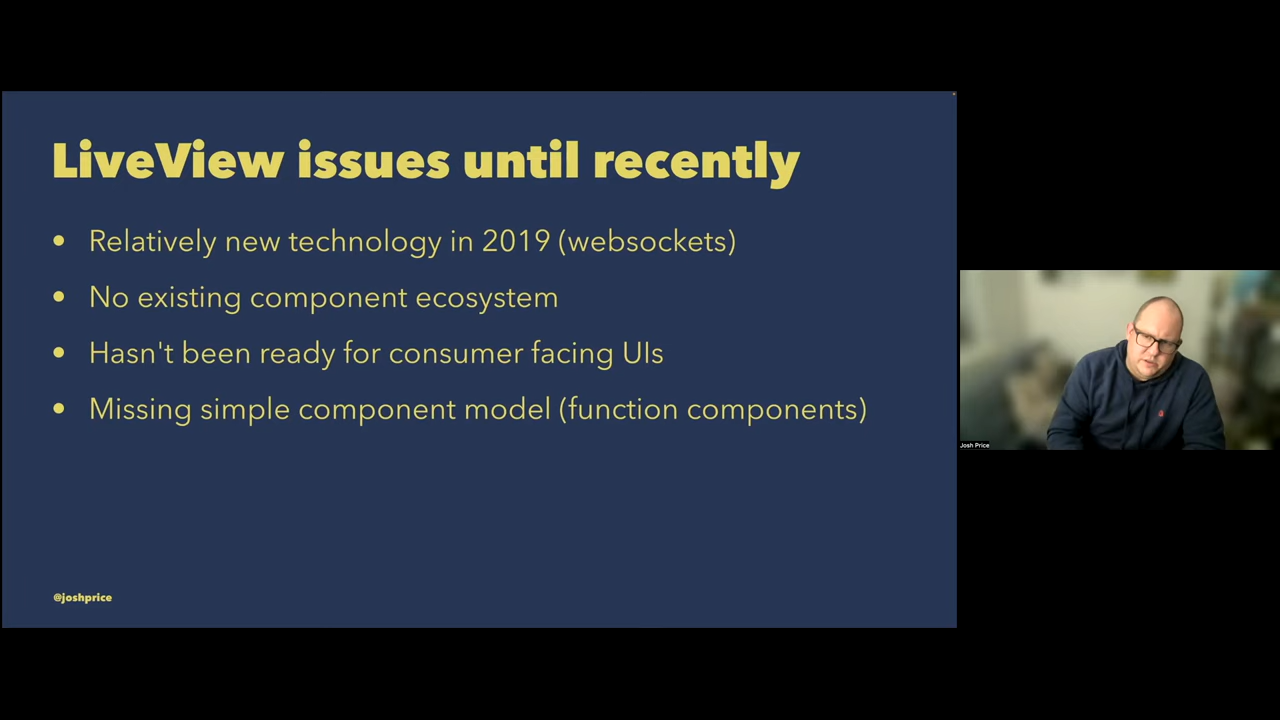 LiveView issues until recently
• Relatively new technology in 2019 (websockets)
• No existing component ecosystem
• Hasn't been ready for consumer facing UIs
• Missing simple component model (function components)
@joshprice
Josh Price